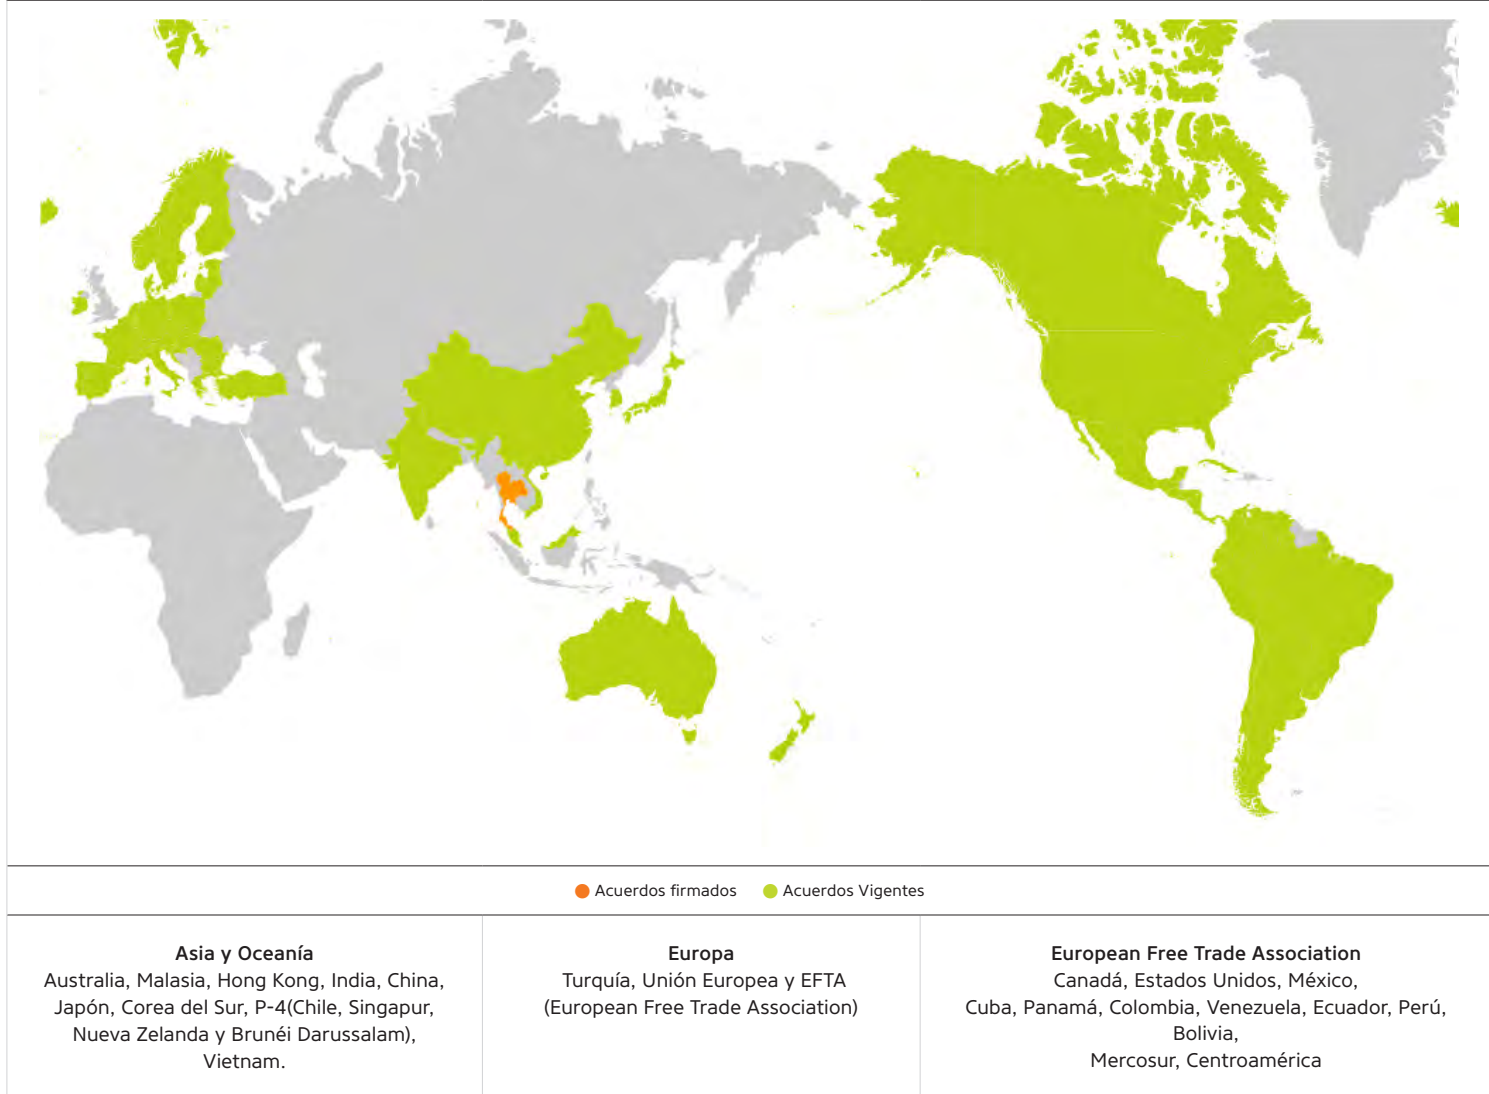 Acuerdos firmados
Acuerdos Vigentes
Asia y Oceanía
Australia, Malasia, Hong Kong, India, China,
Japón, Corea del Sur, P-4(Chile, Singapur,
Nueva Zelanda y Brunéi Darussalam),
Vietnam.
Europa
Turquía, Unión Europea y EFTA
(European Free Trade Association)
European Free Trade Association
Canadá, Estados Unidos, México,
Cuba, Panamá, Colombia, Venezuela, Ecuador, Perú,
Bolivia,
Mercosur, Centroamérica